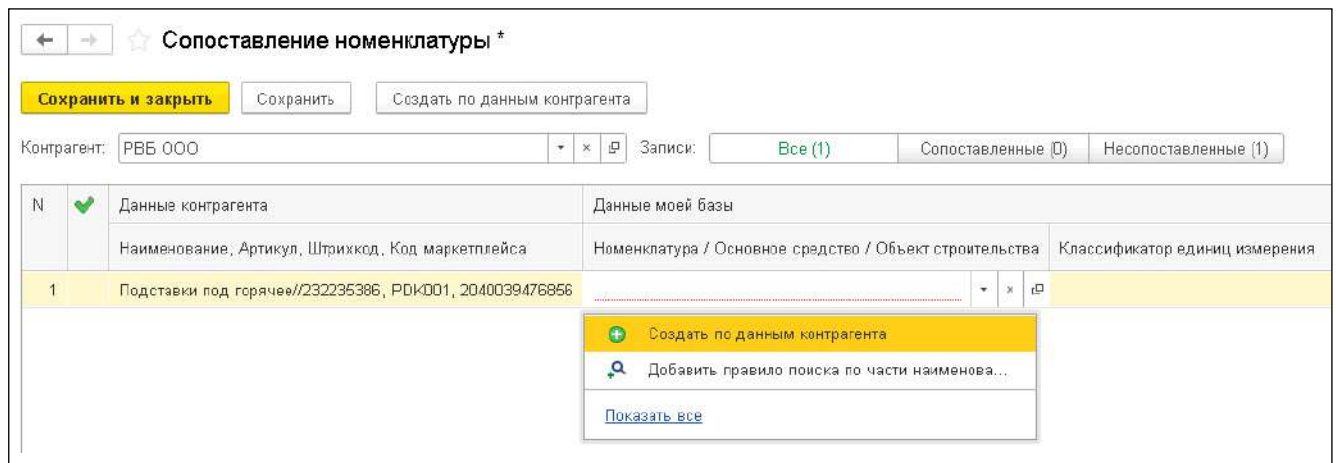 Сопоставление номенклатуры *
Сохранить и закрыть Сохранить Создать по данным контрагента
Контрагент: РВБ ООО Записи: Все (1) Сопоставленные (0) Несопоставленные (1)
N Данные контрагента Данные моей базы
Наименование, Артикул, Штрихкод, Код маркетплейса Номенклатура / Основное средство / Объект строительства Классификатор единиц измерения
1 Подставки под горячее//232235386, PDK001, 2040039476856
Создать по данным контрагента
Добавить правило поиска по части наименова...
Показать все